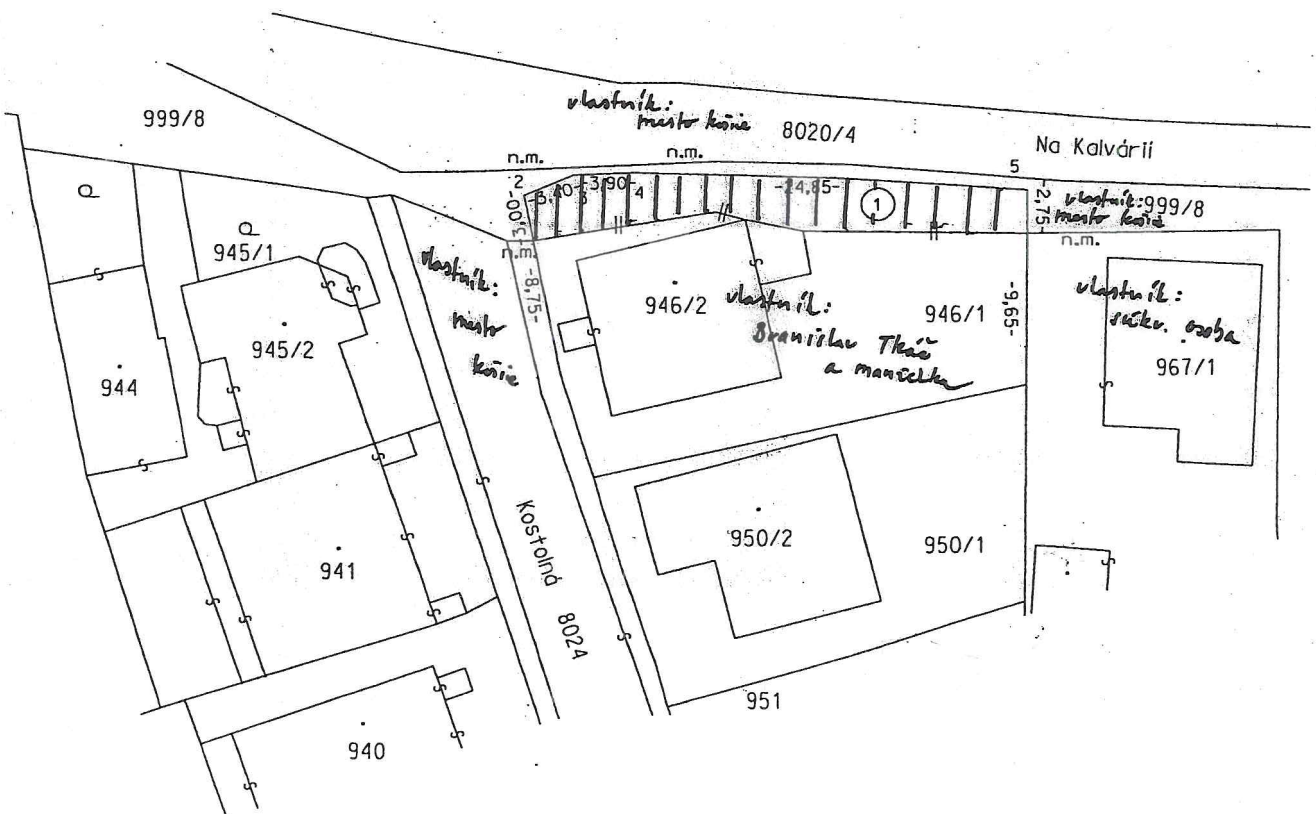 999/8
vlastník:
mesto košice
8020/4
Na Kalvárii
n.m.
n.m.
2
-3,40-
3
-3,90-
4
-24,85-
1
5
-2,75-
vlastník: 999/8
mesto košice
n.m.
-3,00-
n.m.
-8,75-
945/1
945/2
944
vlastník:
mesto
košice
946/2
vlastník:
Branislav Tkáč
a manželka
946/1
-9,65-
vlastník:
súkr. osoba
967/1
941
Kostolná 8024
950/2
950/1
951
940